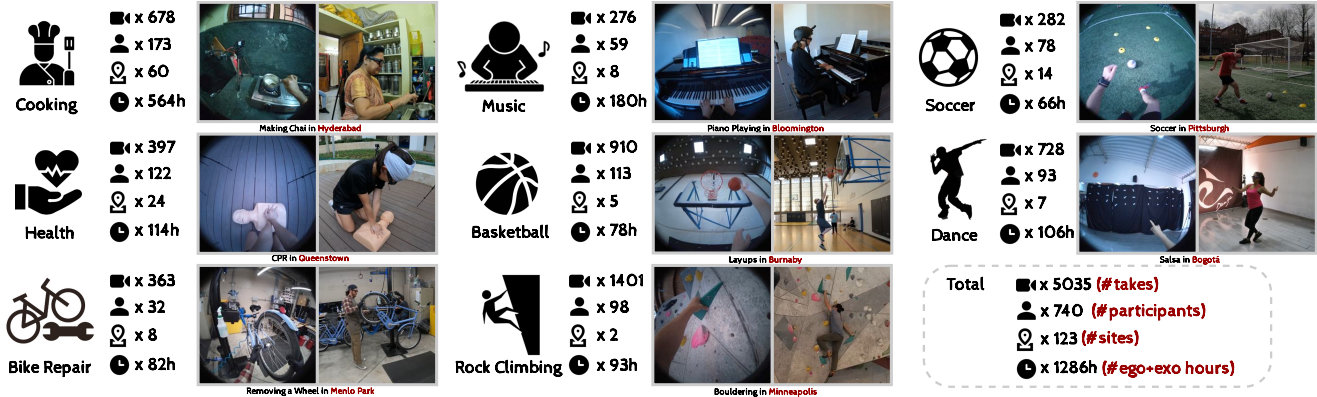 Cooking
x 678
x 173
x 60
x 564h
Making Chai in Hyderabad
Music
x 276
x 59
x 8
x 180h
Piano Playing in Bloomington
Soccer
x 282
x 78
x 14
x 66h
Soccer in Pittsburgh
Health
x 397
x 122
x 24
x 114h
CPR in Queenstown
Basketball
x 910
x 113
x 5
x 78h
Layups in Burnaby
Dance
x 728
x 93
x 7
x 106h
Salsa in Bogotá
Bike Repair
x 363
x 32
x 8
x 82h
Removing a Wheel in Menlo Park
Rock Climbing
x 1401
x 98
x 2
x 93h
Bouldering in Minneapolis
Total
x 5035 (#takes)
x 740 (#participants)
x 123 (#sites)
x 1286h (#ego+exo hours)